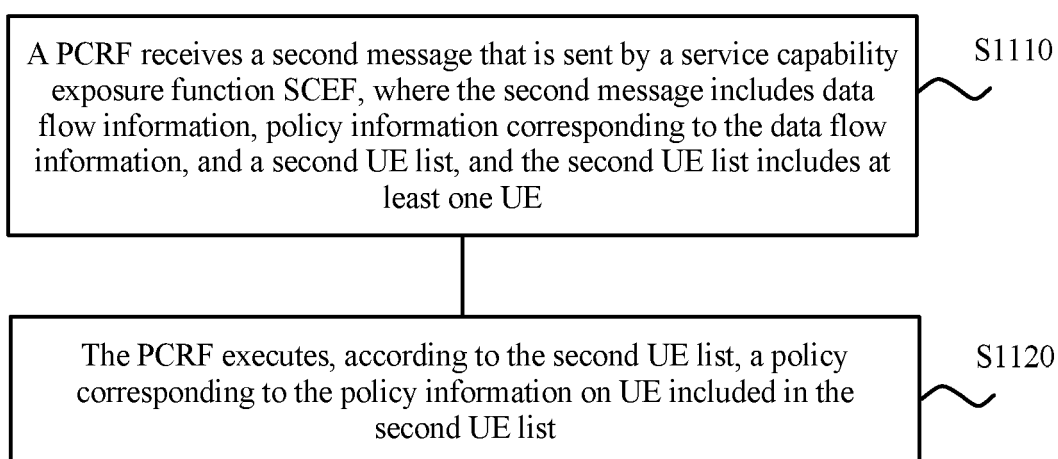 A PCRF receives a second message that is sent by a service capability
exposure function SCEF, where the second message includes data
flow information, policy information corresponding to the data flow
information, and a second UE list, and the second UE list includes at
least one UE
S1110
The PCRF executes, according to the second UE list, a policy
corresponding to the policy information on UE included in the
second UE list
S1120